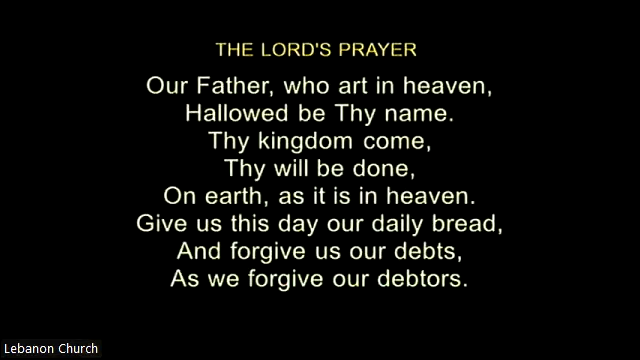 THE LORD'S PRAYER
Our Father, who art in heaven,
Hallowed be Thy name.
Thy kingdom come,
Thy will be done,
On earth, as it is in heaven.
Give us this day our daily bread,
And forgive us our debts,
As we forgive our debtors.
Lebanon Church